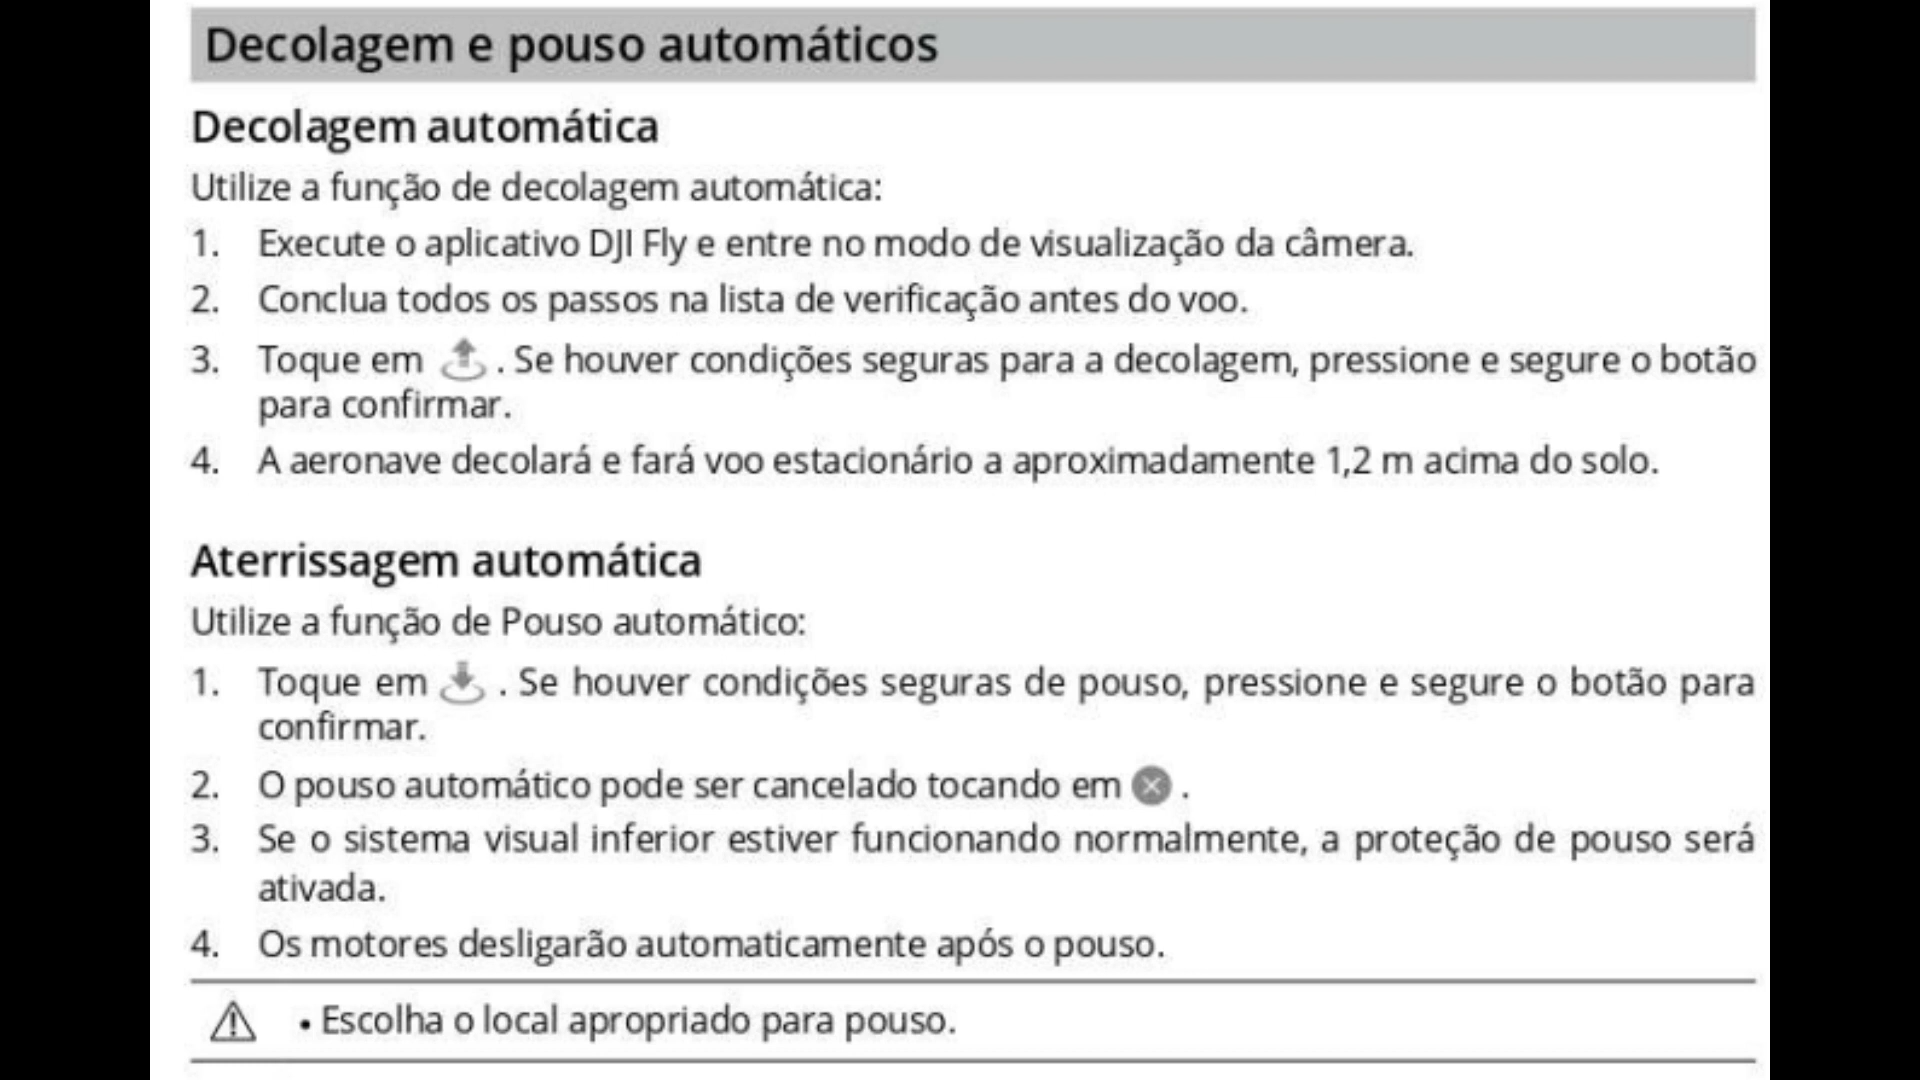 Decolagem e pouso automáticos
Decolagem automática
Utilize a função de decolagem automática:
1. Execute o aplicativo DJI Fly e entre no modo de visualização da câmera.
2. Conclua todos os passos na lista de verificação antes do voo.
3. Toque em . Se houver condições seguras para a decolagem, pressione e segure o botão
para confirmar.
4. A aeronave decolará e fará voo estacionário a aproximadamente 1,2 m acima do solo.
Aterrissagem automática
Utilize a função de Pouso automático:
1. Toque em . Se houver condições seguras de pouso, pressione e segure o botão para
confirmar.
2. O pouso automático pode ser cancelado tocando em .
3. Se o sistema visual inferior estiver funcionando normalmente, a proteção de pouso será
ativada.
4. Os motores desligarão automaticamente após o pouso.
• Escolha o local apropriado para pouso.